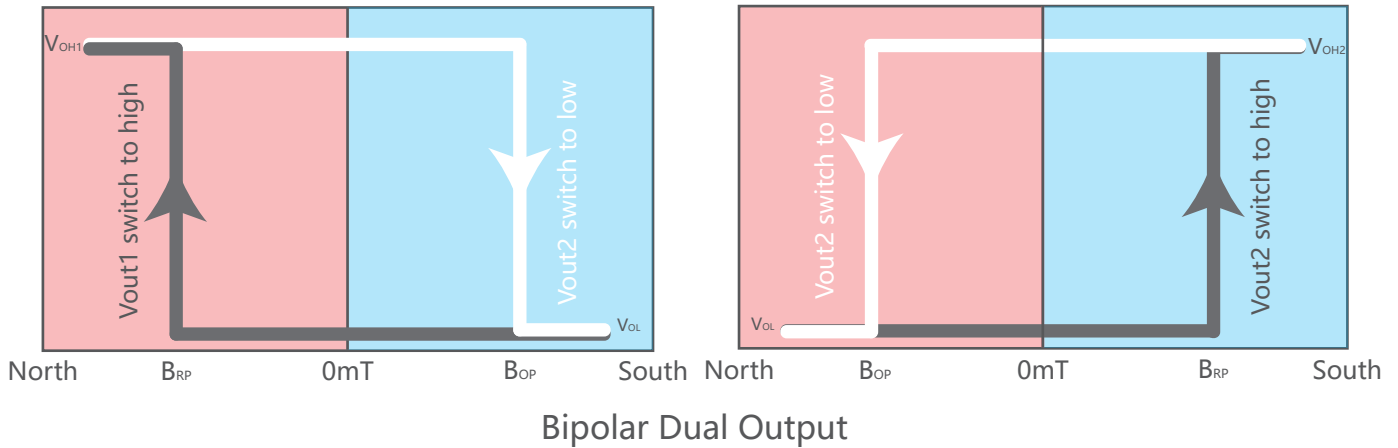 VOH1
Vout1 switch to high
Vout2 switch to low
VOL
North BRP 0mT BOP South
VOH2
Vout2 switch to low
Vout2 switch to high
VOL
North BOP 0mT BRP South
Bipolar Dual Output